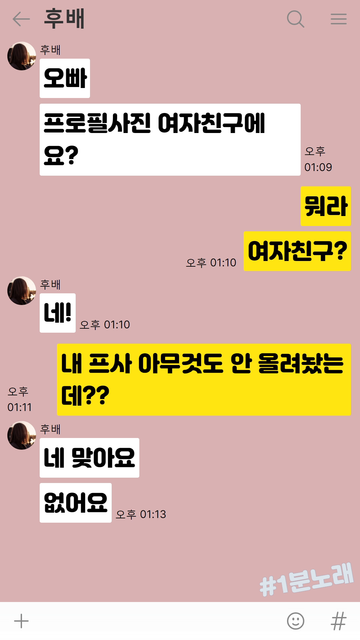 후배
후배
오빠
프로필사진 여자친구에
요?
오후
01:09
뭐라
여자친구?
오후 01:10
후배
네!
오후 01:10
내 프사 아무것도 안 올려놨는
데??
오후
01:11
후배
네 맞아요
없어요
오후 01:13
#1분노래